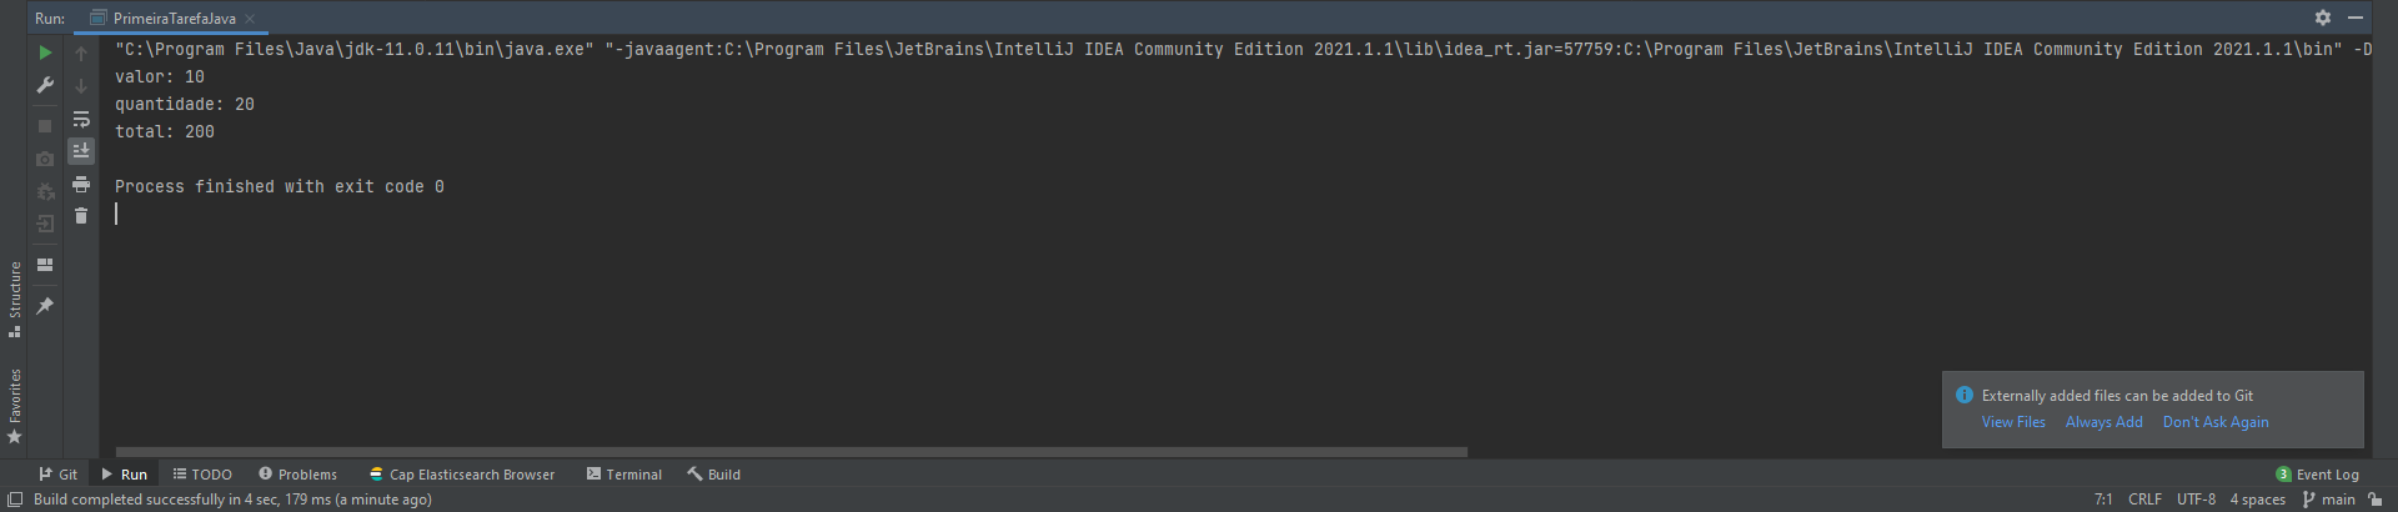 Run: PrimeiraTarefaJava
"C:\Program Files\Java\jdk-11.0.11\bin\java.exe" "-javaagent:C:\Program Files\JetBrains\IntelliJ IDEA Community Edition 2021.1.1\lib\idea_rt.jar=57759:C:\Program Files\JetBrains\IntelliJ IDEA Community Edition 2021.1.1\bin" -D
valor: 10
quantidade: 20
total: 200
Process finished with exit code 0
Structure
Favorites
Externally added files can be added to Git
View Files Always Add Don't Ask Again
Git Run TODO Problems Cap Elasticsearch Browser Terminal Build 3 Event Log
Build completed successfully in 4 sec, 179 ms (a minute ago) 7:1 CRLF UTF-8 4 spaces main